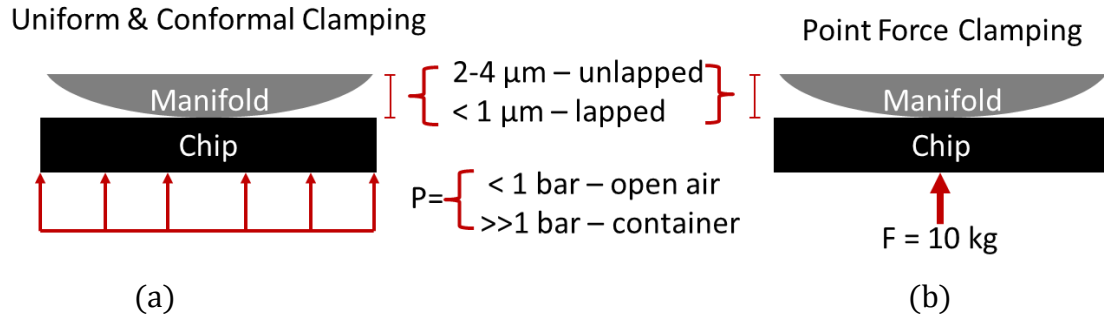 Uniform & Conformal Clamping
Point Force Clamping
Manifold
Chip
2-4 µm – unlapped
< 1 µm – lapped
P=
< 1 bar – open air
>>1 bar – container
Manifold
Chip
F = 10 kg
(a)
(b)